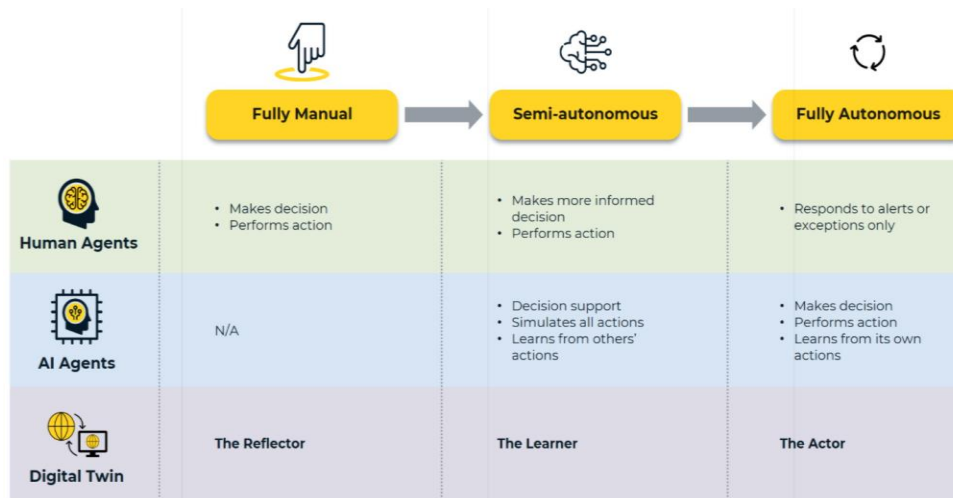 Fully Manual
Semi-autonomous
Fully Autonomous
Human Agents
• Makes decision
• Performs action
• Makes more informed
decision
• Performs action
• Responds to alerts or
exceptions only
AI Agents
N/A
• Decision support
• Simulates all actions
• Learns from others'
actions
• Makes decision
• Performs action
• Learns from its own
actions
Digital Twin
The Reflector
The Learner
The Actor